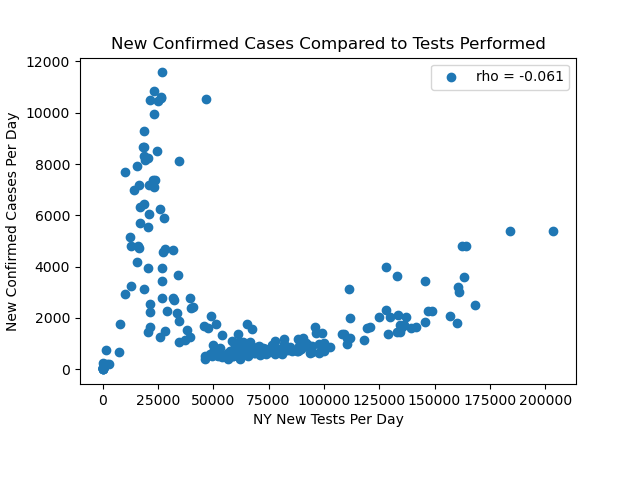 New Confirmed Cases Compared to Tests Performed
rho = -0.061
12000
10000
8000
6000
4000
2000
0
New Confirmed Caeses Per Day
0 25000 50000 75000 100000 125000 150000 175000 200000
NY New Tests Per Day